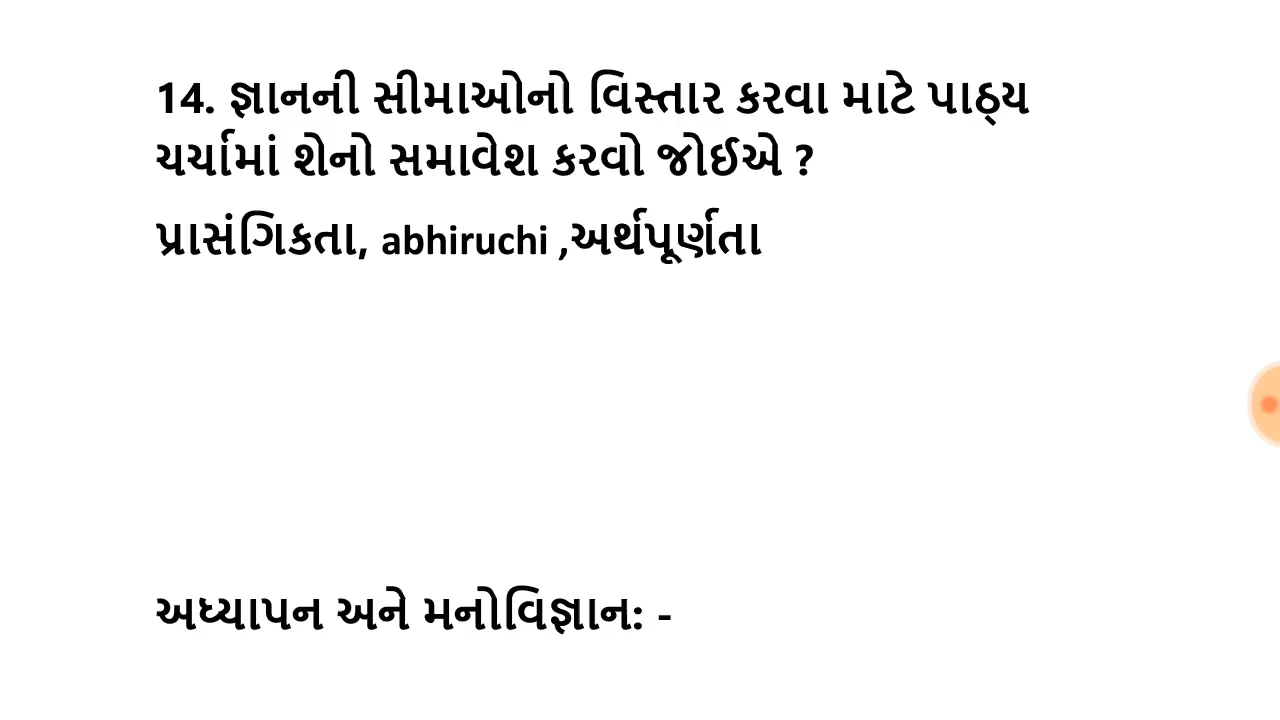 14. જ્ઞાનની સીમાઓનો વિસ્તાર કરવા માટે પાઠ્ય
ચર્ચામાં શેનો સમાવેશ કરવો જોઈએ ?
પ્રાસંગિકતા, abhiruchi ,અર્થપૂર્ણતા
અધ્યાપન અને મનોવિજ્ઞાન: -